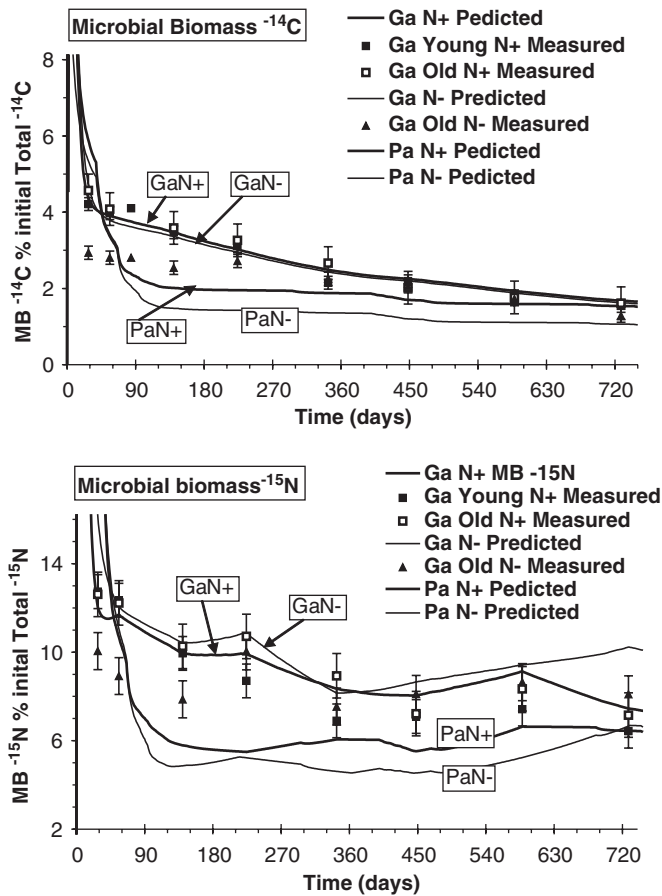 Microbial Biomass -14C
Ga N+ Pedicted
Ga Young N+ Measured
Ga Old N+ Measured
Ga N- Predicted
Ga Old N- Measured
Pa N+ Pedicted
Pa N- Pedicted
MB -14C % initial Total -14C
8
6
4
2
0
GaN+
GaN-
PaN+
PaN-
0 90 180 270 360 450 540 630 720
Time (days)
Microbial biomass-15N
Ga N+ MB -15N
Ga Young N+ Measured
Ga Old N+ Measured
Ga N- Predicted
Ga Old N- Measured
Pa N+ Pedicted
Pa N- Predicted
MB -15N % inital Total -15N
14
10
6
2
GaN+
GaN-
PaN+
PaN-
0 90 180 270 360 450 540 630 720
Time (days)